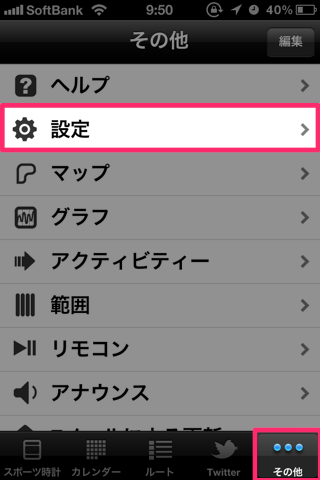 SoftBank 9:50 40%
その他 編集
ヘルプ
設定
マップ
グラフ
アクティビティー
範囲
リモコン
アナウンス
スポーツ時計 カレンダー ルート Twitter その他